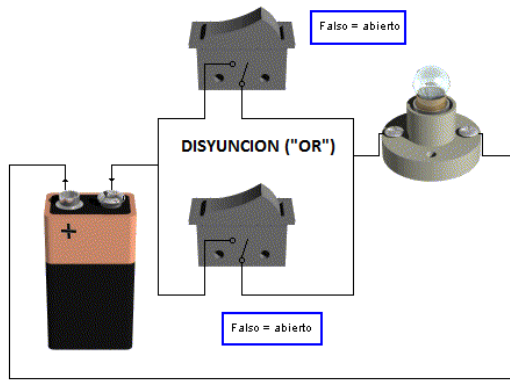 Falso = abierto
DISYUNCION ("OR")
+
Falso = abierto